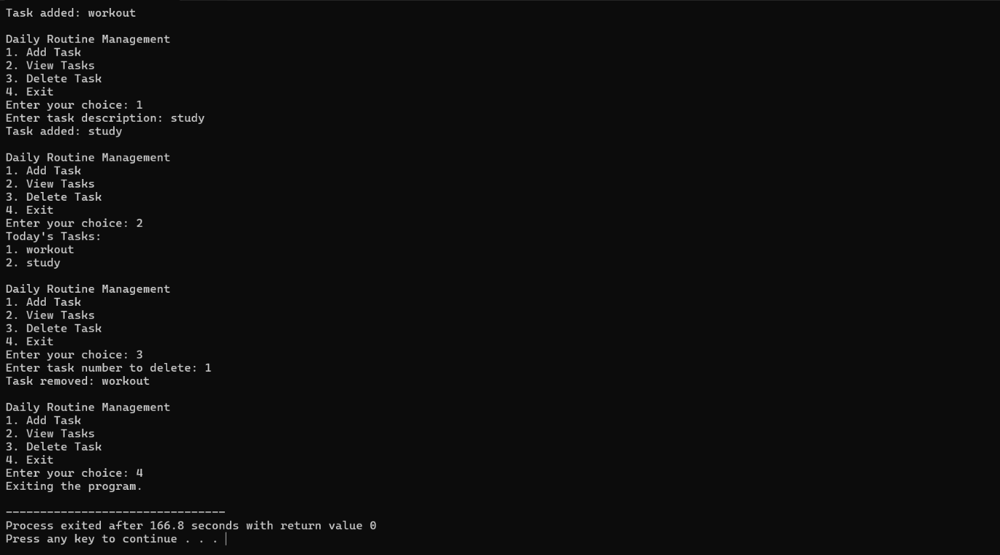 Task added: workout
Daily Routine Management
1. Add Task
2. View Tasks
3. Delete Task
4. Exit
Enter your choice: 1
Enter task description: study
Task added: study
Daily Routine Management
1. Add Task
2. View Tasks
3. Delete Task
4. Exit
Enter your choice: 2
Today's Tasks:
1. workout
2. study
Daily Routine Management
1. Add Task
2. View Tasks
3. Delete Task
4. Exit
Enter your choice: 3
Enter task number to delete: 1
Task removed: workout
Daily Routine Management
1. Add Task
2. View Tasks
3. Delete Task
4. Exit
Enter your choice: 4
Exiting the program.
--------------------------------
Process exited after 166.8 seconds with return value 0
Press any key to continue . . .